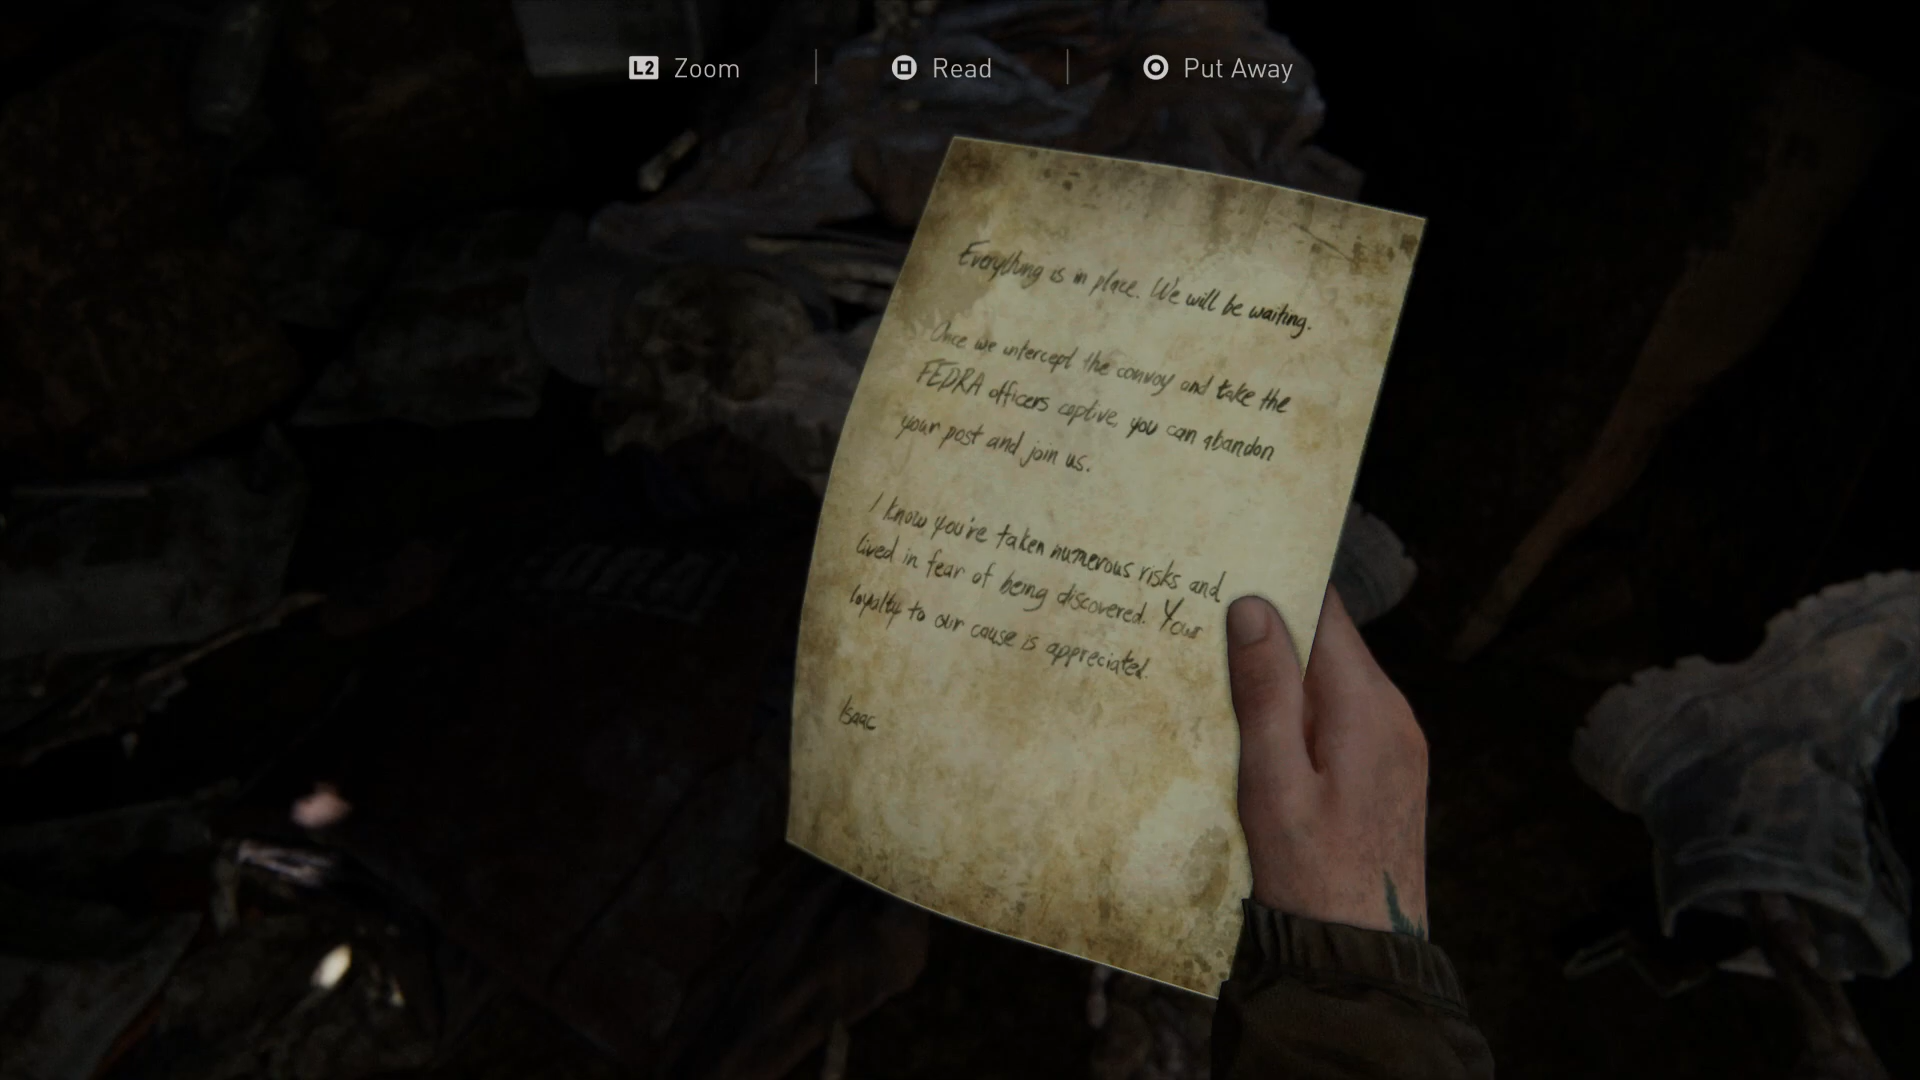 L2 Zoom Read Put Away
Everything is in place. We will be waiting.
Once we intercept the convoy and take the
FEDRA officers captive, you can abandon
your post and join us.
I know you're taken numerous risks and
lived in fear of being discovered. Your
loyalty to our cause is appreciated.
Isaac